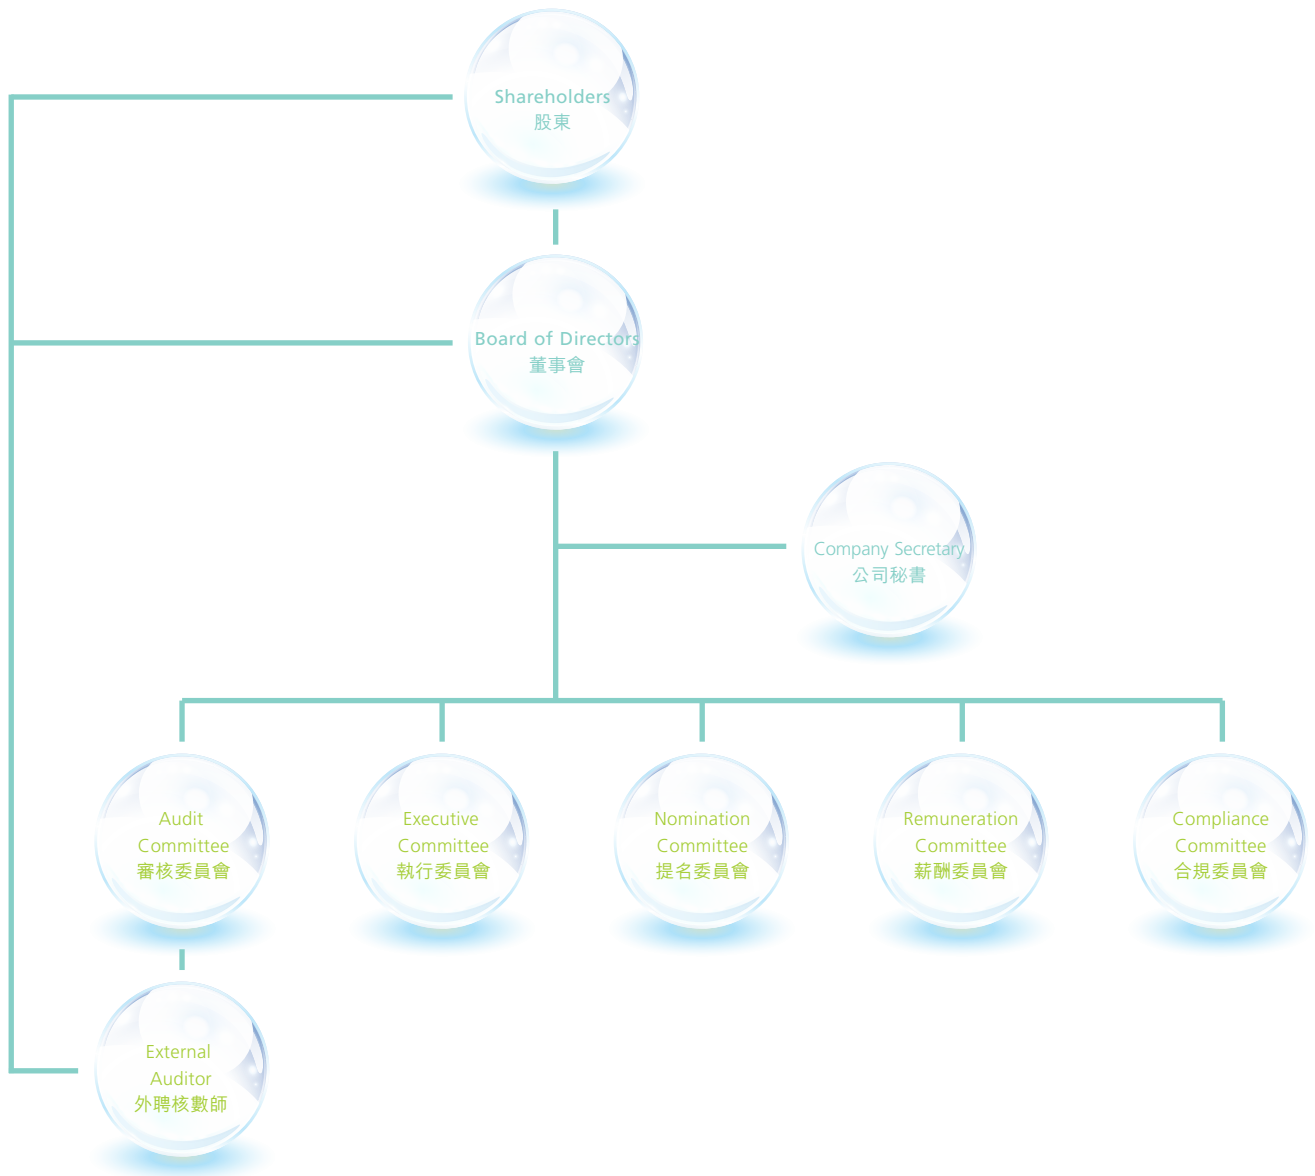 Shareholders
股東
Board of Directors
董事會
Company Secretary
公司秘書
Audit
Committee
審核委員會
Executive
Committee
執行委員會
Nomination
Committee
提名委員會
Remuneration
Committee
薪酬委員會
Compliance
Committee
合規委員會
External
Auditor
外聘核數師